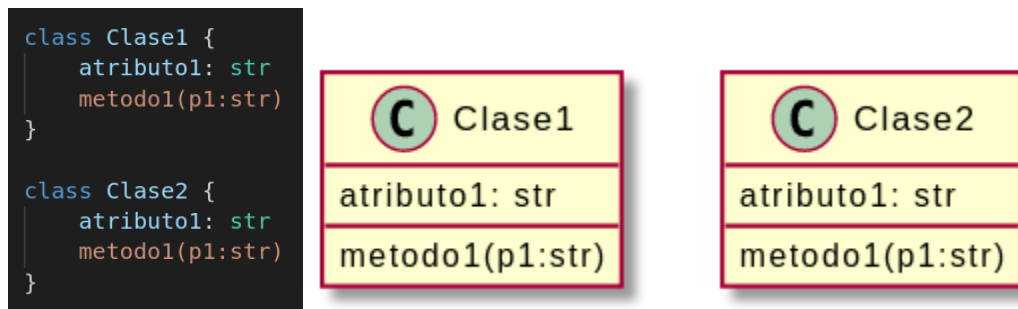 class Clase1 {
atributo1: str
metodo1(p1:str)
}
class Clase2 {
atributo1: str
metodo1(p1:str)
}
C Clase1
atributo1: str
metodo1(p1:str)
C Clase2
atributo1: str
metodo1(p1:str)